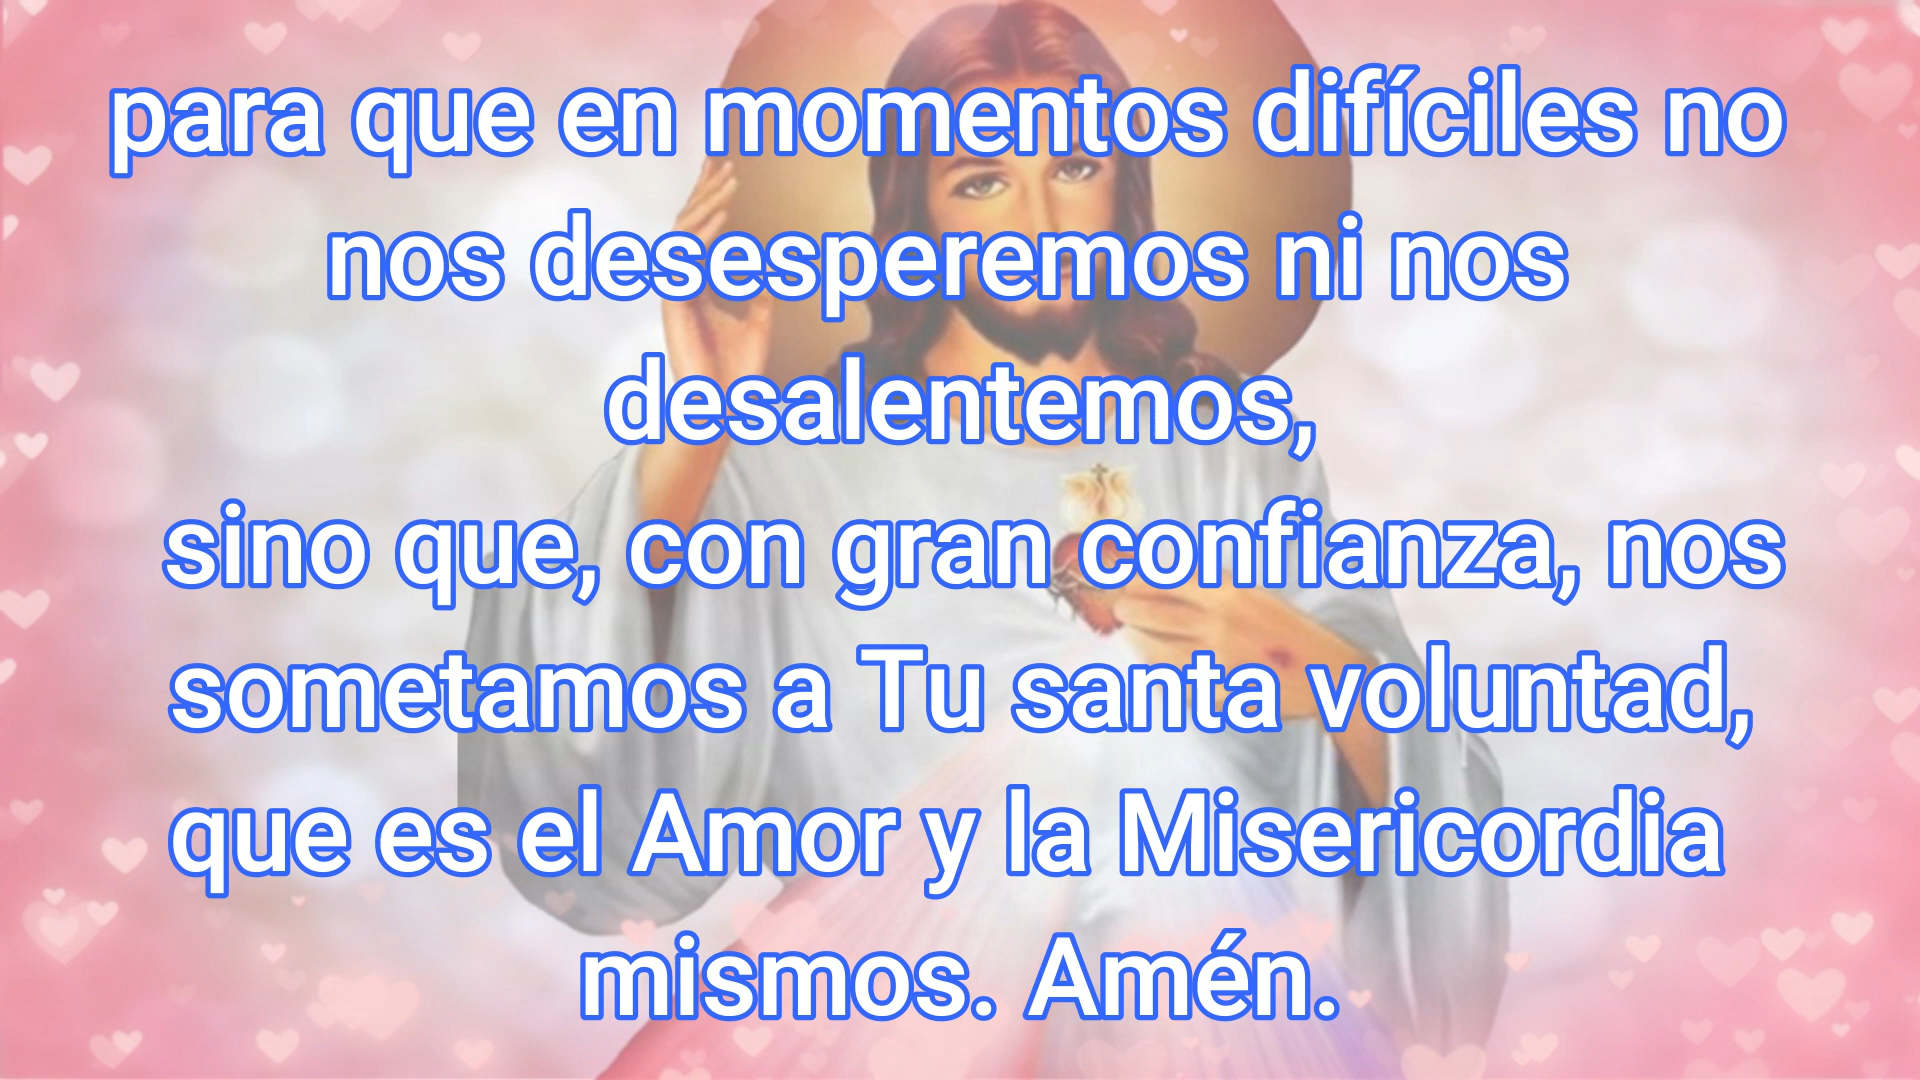 para que en momentos difíciles no
nos desesperemos ni nos
desalentemos,
sino que, con gran confianza, nos
sometamos a Tu santa voluntad,
que es el Amor y la Misericordia
mismos. Amén.